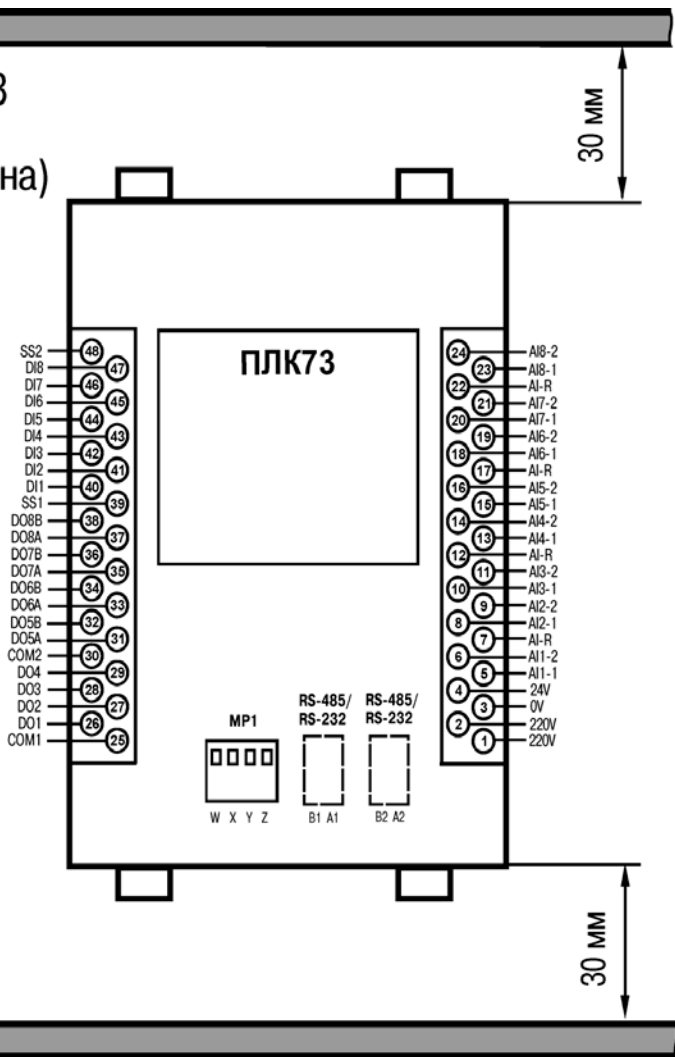 3
на)
30 мм
ПЛК73
SS2 48
DI8 47
DI7 46
DI6 45
DI5 44
DI4 43
DI3 42
DI2 41
DI1 40
SS1 39
DO8B 38
DO8A 37
DO7B 36
DO7A 35
DO6B 34
DO6A 33
DO5B 32
DO5A 31
COM2 30
DO4 29
DO3 28
DO2 27
DO1 26
COM1 25
24 AI8-2
23 AI8-1
22 AI-R
21 AI7-2
20 AI7-1
19 AI6-2
18 AI6-1
17 AI-R
16 AI5-2
15 AI5-1
14 AI4-2
13 AI4-1
12 AI-R
11 AI3-2
10 AI3-1
9 AI2-2
8 AI2-1
7 AI-R
6 AI1-2
5 AI1-1
4 24V
3 0V
2 220V
1 220V
MP1
W X Y Z
RS-485/
RS-232
B1 A1
RS-485/
RS-232
B2 A2
30 мм